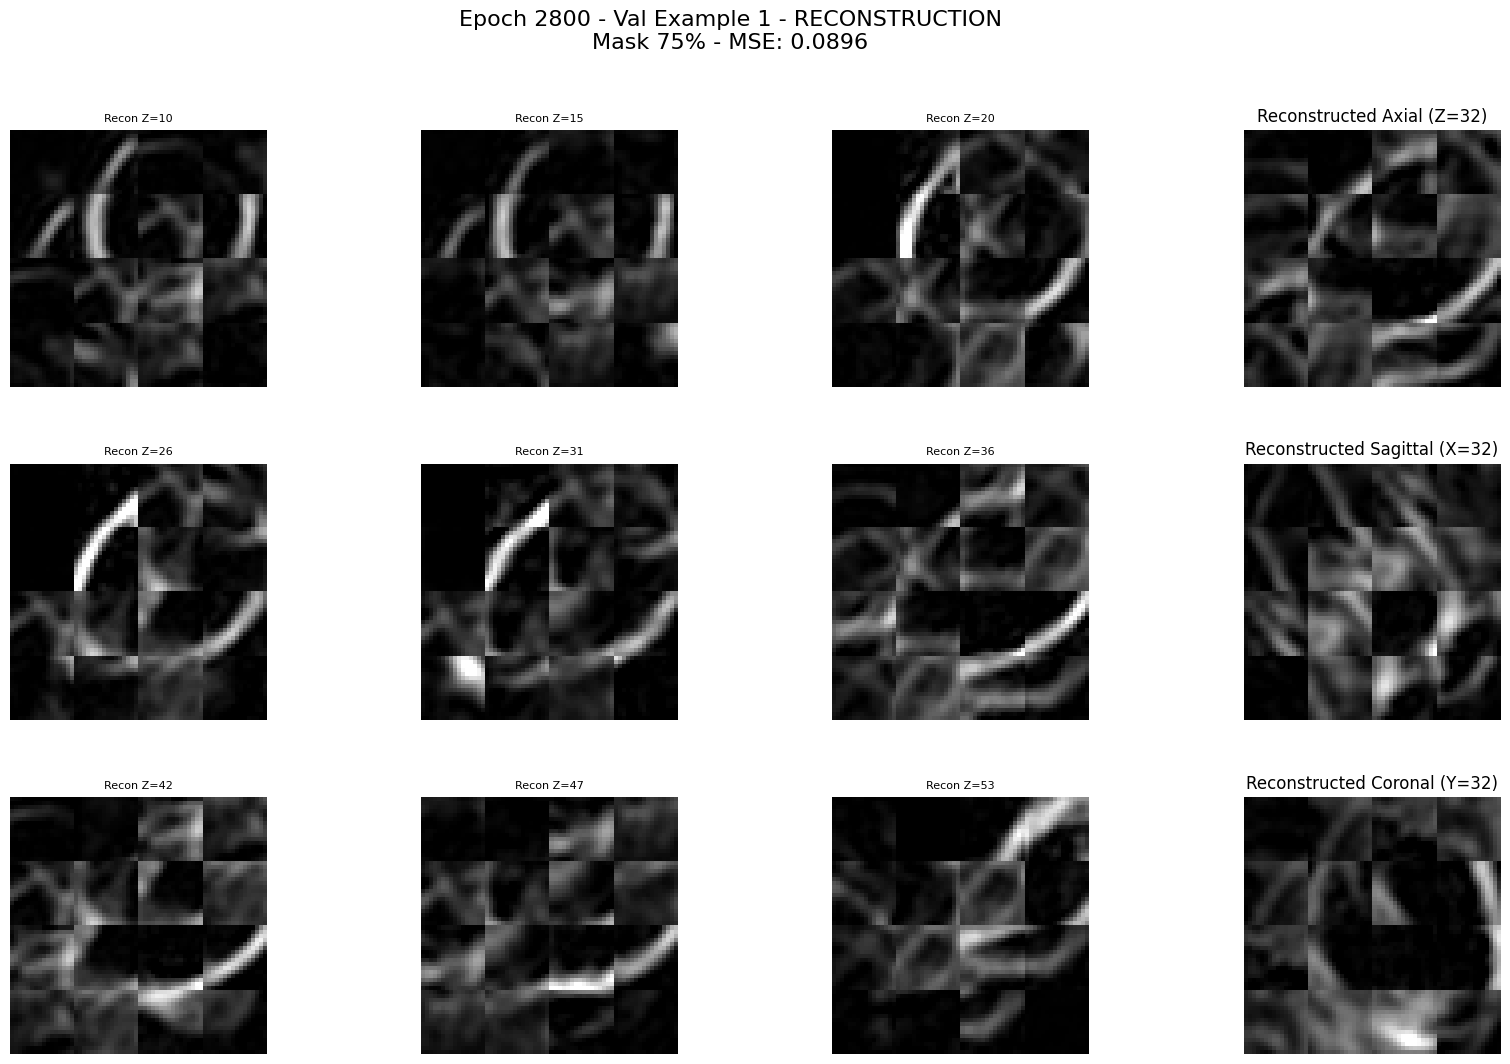 Epoch 2800 - Val Example 1 - RECONSTRUCTION
Mask 75% - MSE: 0.0896
Recon Z=10
Recon Z=15
Recon Z=20
Reconstructed Axial (Z=32)
Recon Z=26
Recon Z=31
Recon Z=36
Reconstructed Sagittal (X=32)
Recon Z=42
Recon Z=47
Recon Z=53
Reconstructed Coronal (Y=32)